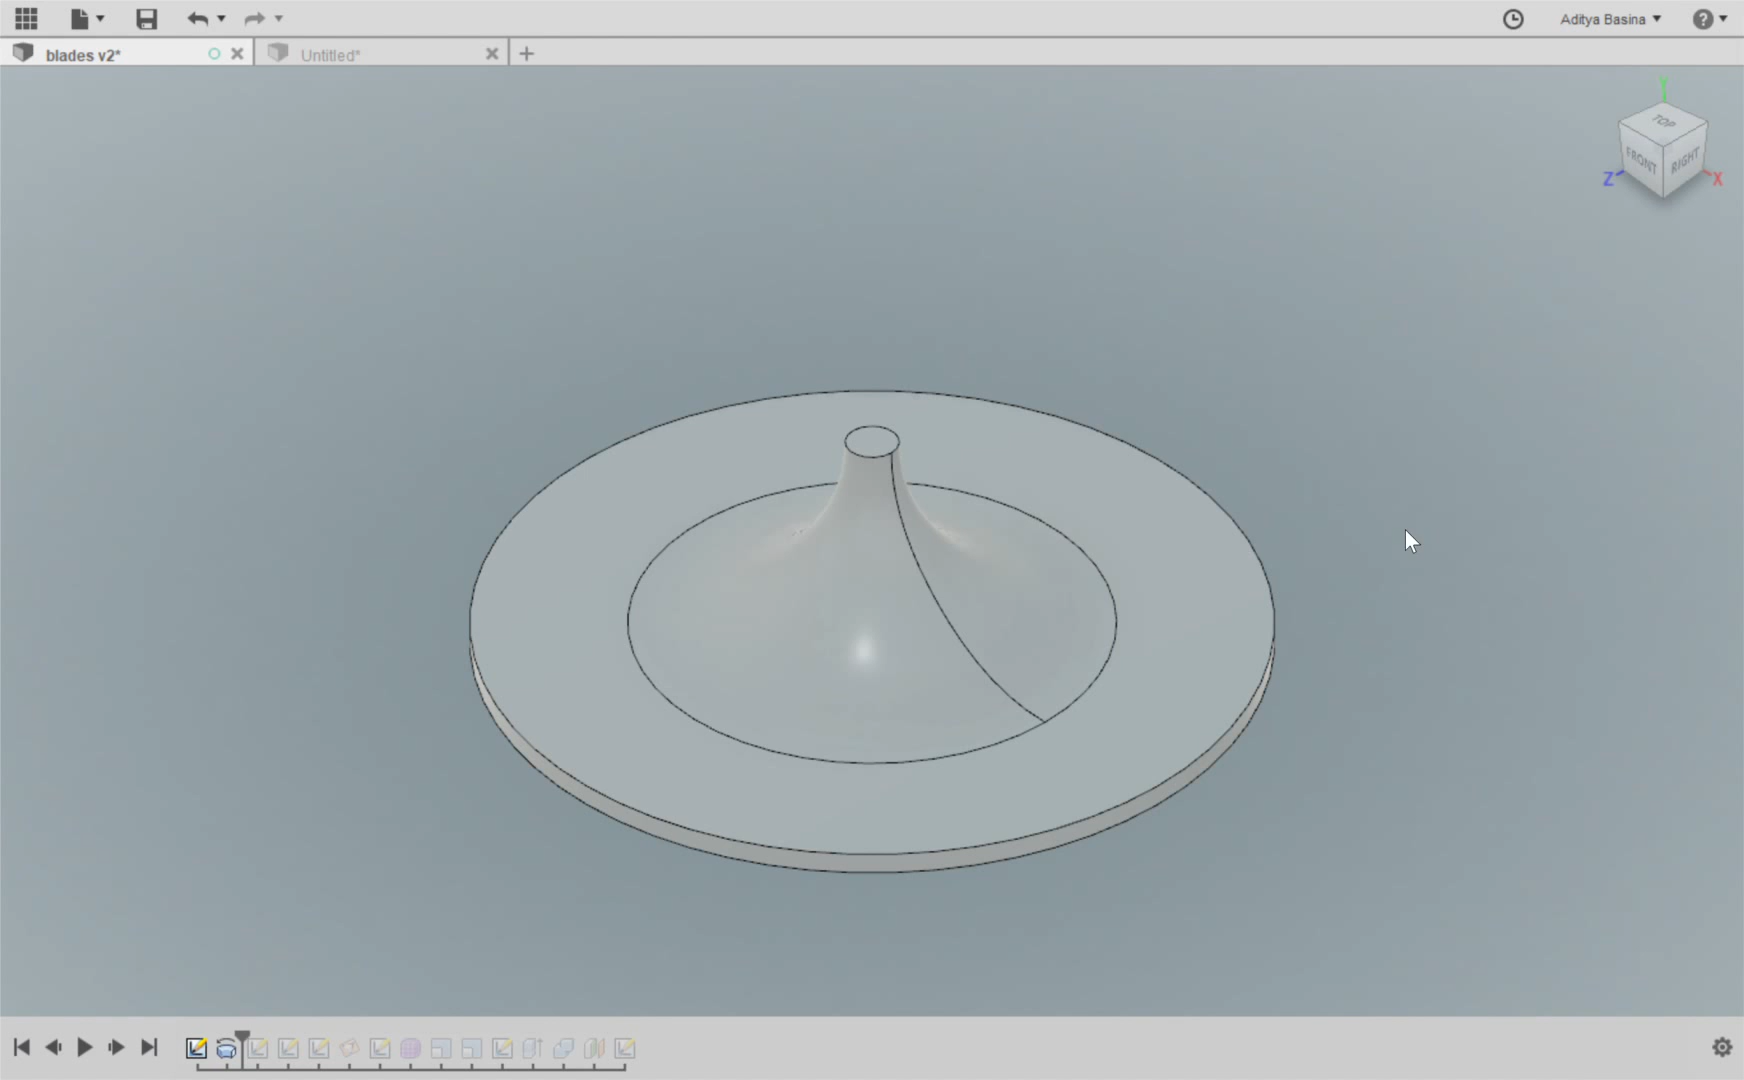 Aditya Basina
blades v2*
Untitled*
Y
TOP
FRONT
RIGHT
Z
X